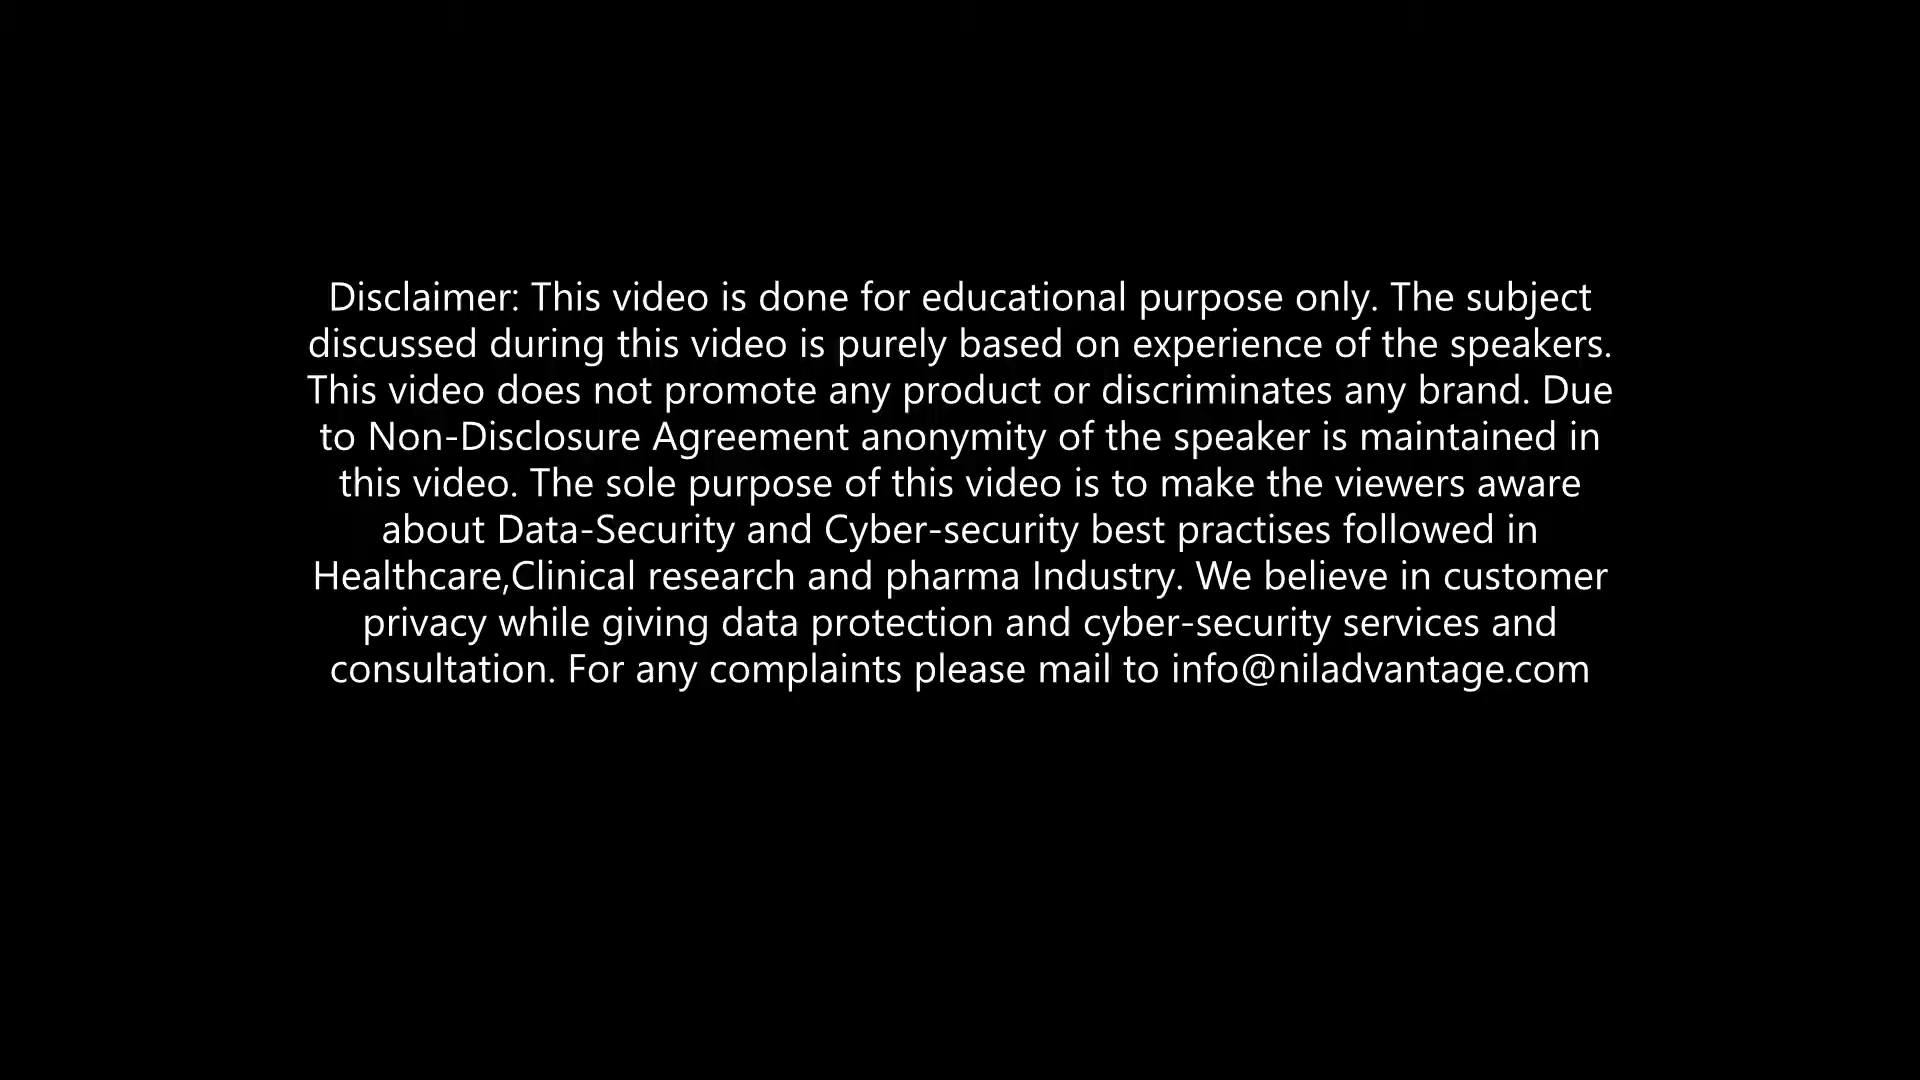 Disclaimer: This video is done for educational purpose only. The subject
discussed during this video is purely based on experience of the speakers.
This video does not promote any product or discriminates any brand. Due
to Non-Disclosure Agreement anonymity of the speaker is maintained in
this video. The sole purpose of this video is to make the viewers aware
about Data-Security and Cyber-security best practises followed in
Healthcare,Clinical research and pharma Industry. We believe in customer
privacy while giving data protection and cyber-security services and
consultation. For any complaints please mail to info@niladvantage.com